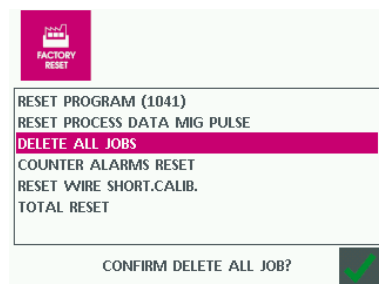 FACTORY
RESET
RESET PROGRAM (1041)
RESET PROCESS DATA MIG PULSE
DELETE ALL JOBS
COUNTER ALARMS RESET
RESET WIRE SHORT.CALIB.
TOTAL RESET
CONFIRM DELETE ALL JOB?